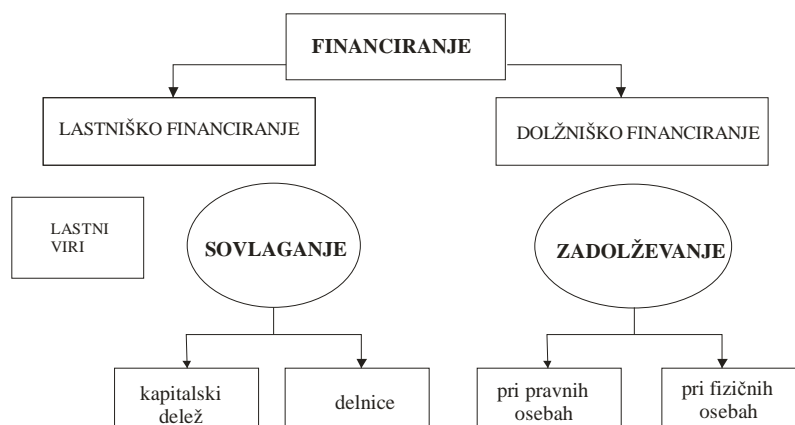 FINANCIRANJE
LASTNIŠKO FINANCIRANJE
DOLŽNIŠKO FINANCIRANJE
LASTNI
VIRI
SOVLAGANJE
ZADOLŽEVANJE
kapitalski
delež
delnice
pri pravnih
osebah
pri fizičnih
osebah